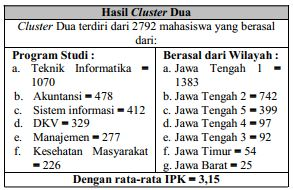 Hasil Cluster Dua
Cluster Dua terdiri dari 2792 mahasiswa yang berasal
dari:
Program Studi :
a. Teknik Informatika =
1070
b. Akuntansi = 478
c. Sistem informasi = 412
d. DKV = 329
e. Manajemen = 277
f. Kesehatan Masyarakat
= 226
Berasal dari Wilayah :
a. Jawa Tengah 1 =
1383
b. Jawa Tengah 2 = 742
c. Jawa Tengah 5 = 399
d. Jawa Tengah 4 = 97
e. Jawa Tengah 3 = 92
f. Jawa Timur = 54
g. Jawa Barat = 25
Dengan rata-rata IPK = 3,15